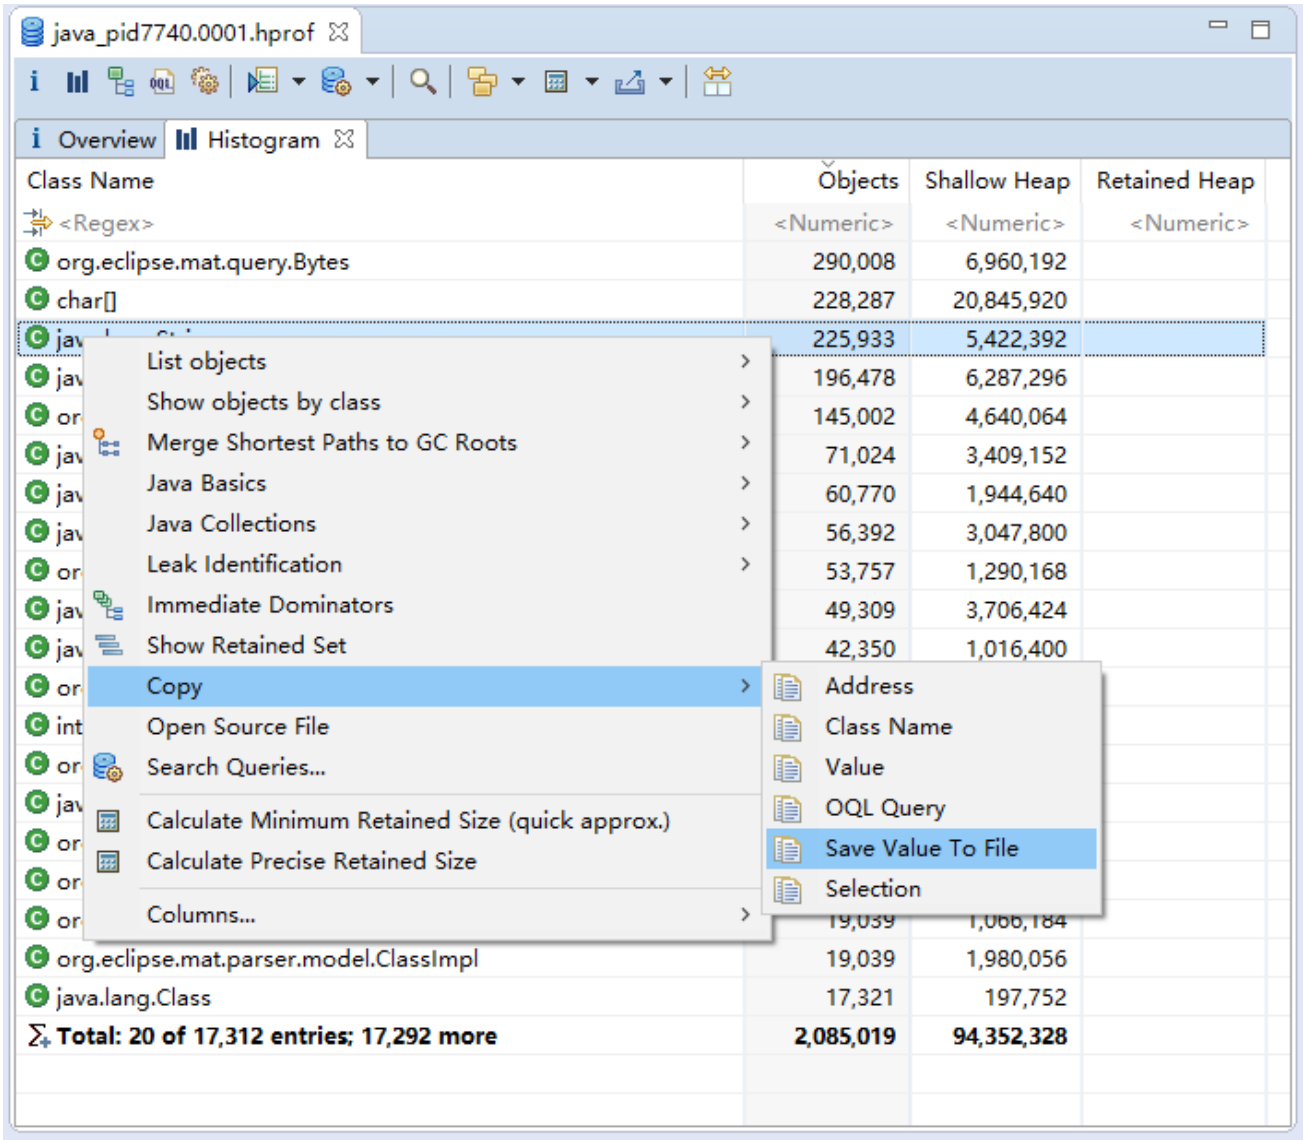 java_pid7740.0001.hprof
i OQL
i Overview Histogram
Class Name Objects Shallow Heap Retained Heap
<Regex> <Numeric> <Numeric> <Numeric>
org.eclipse.mat.query.Bytes 290,008 6,960,192
char[] 228,287 20,845,920
225,933 5,422,392
List objects
196,478 6,287,296
Show objects by class
145,002 4,640,064
Merge Shortest Paths to GC Roots
71,024 3,409,152
Java Basics
60,770 1,944,640
Java Collections
56,392 3,047,800
Leak Identification
53,757 1,290,168
Immediate Dominators
49,309 3,706,424
Show Retained Set
42,350 1,016,400
Copy
Address
int
Open Source File
Class Name
Search Queries...
Value
OQL Query
Calculate Minimum Retained Size (quick approx.)
Save Value To File
Calculate Precise Retained Size
Selection
Columns...
19,039 1,066,184
org.eclipse.mat.parser.model.ClassImpl 19,039 1,980,056
java.lang.Class 17,321 197,752
Total: 20 of 17,312 entries; 17,292 more 2,085,019 94,352,328